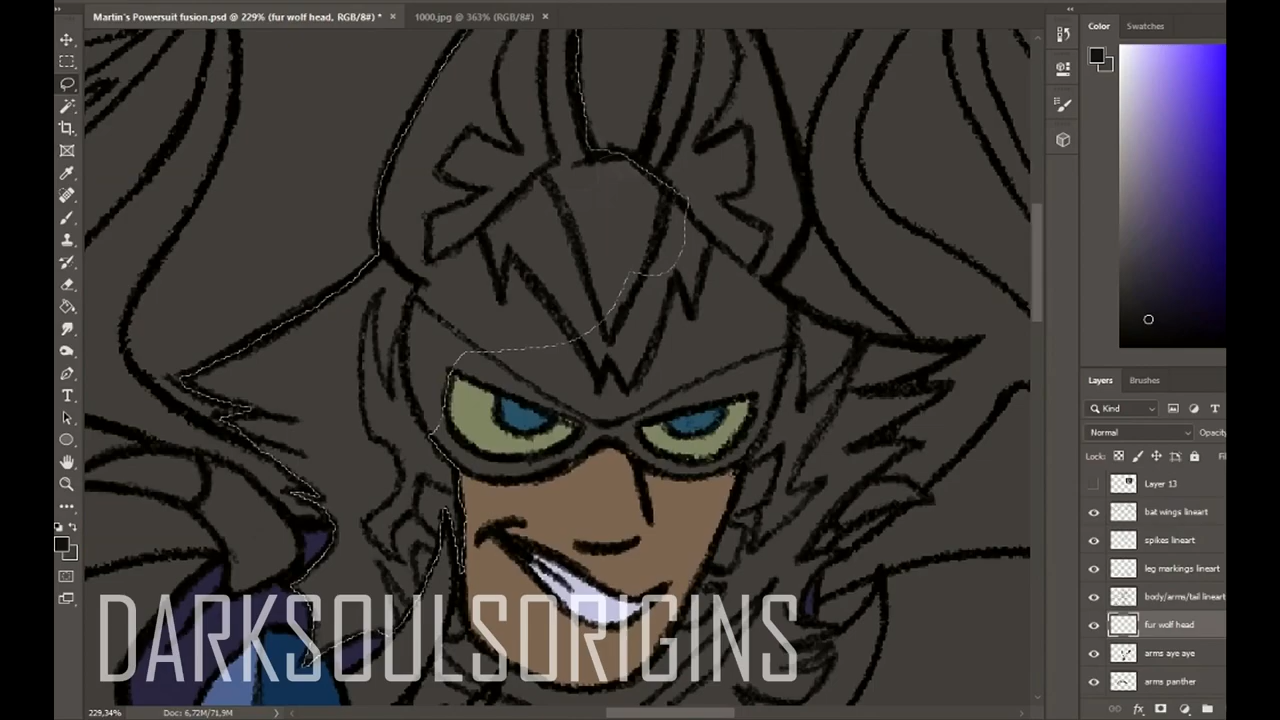 Martin's Powersuit fusion.psd @ 229% (fur wolf head, RGB/8#) * ×
1000.jpg @ 363% (RGB/8#) ×
Color Swatches
Layers Brushes
Kind
Normal Opacity
Lock:
Layer 13
bat wings lineart
spikes lineart
leg markings lineart
body/arms/tail lineart
fur wolf head
arms aye aye
arms panther
DARKSOULSORIGINS
229,34% Doc: 6,72M/71,9M